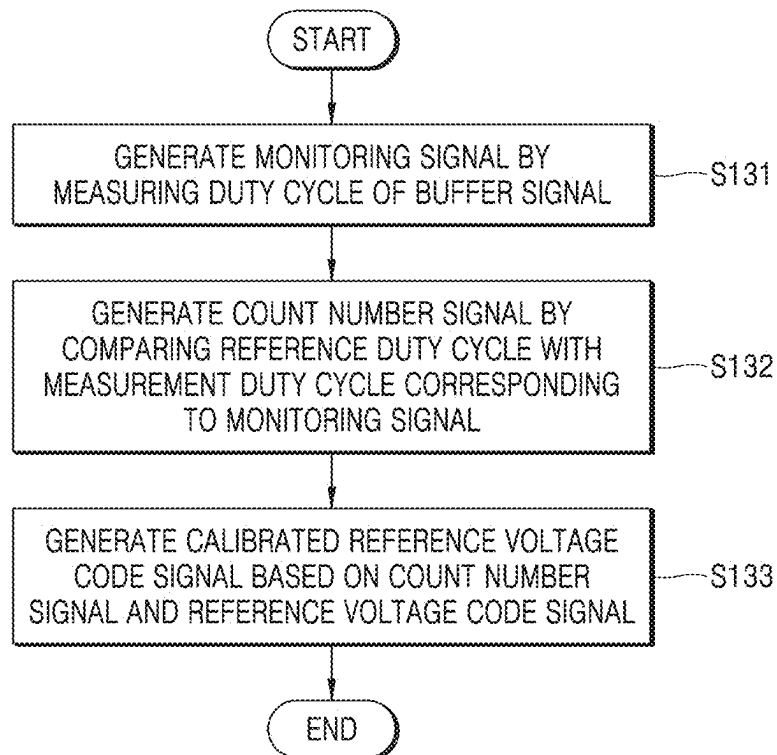 START
GENERATE MONITORING SIGNAL BY
MEASURING DUTY CYCLE OF BUFFER SIGNAL
S131
GENERATE COUNT NUMBER SIGNAL BY
COMPARING REFERENCE DUTY CYCLE WITH
MEASUREMENT DUTY CYCLE CORRESPONDING
TO MONITORING SIGNAL
S132
GENERATE CALIBRATED REFERENCE VOLTAGE
CODE SIGNAL BASED ON COUNT NUMBER
SIGNAL AND REFERENCE VOLTAGE CODE SIGNAL
S133
END